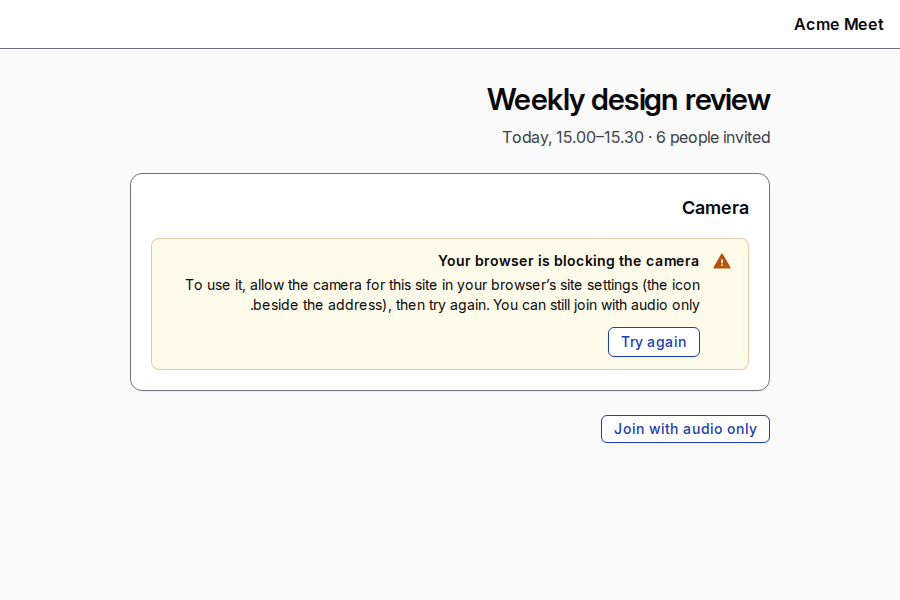 Acme Meet
Weekly design review
Today, 15.00–15.30 · 6 people invited
Camera
Your browser is blocking the camera
To use it, allow the camera for this site in your browser’s site settings (the icon
beside the address), then try again. You can still join with audio only.
Try again
Join with audio only